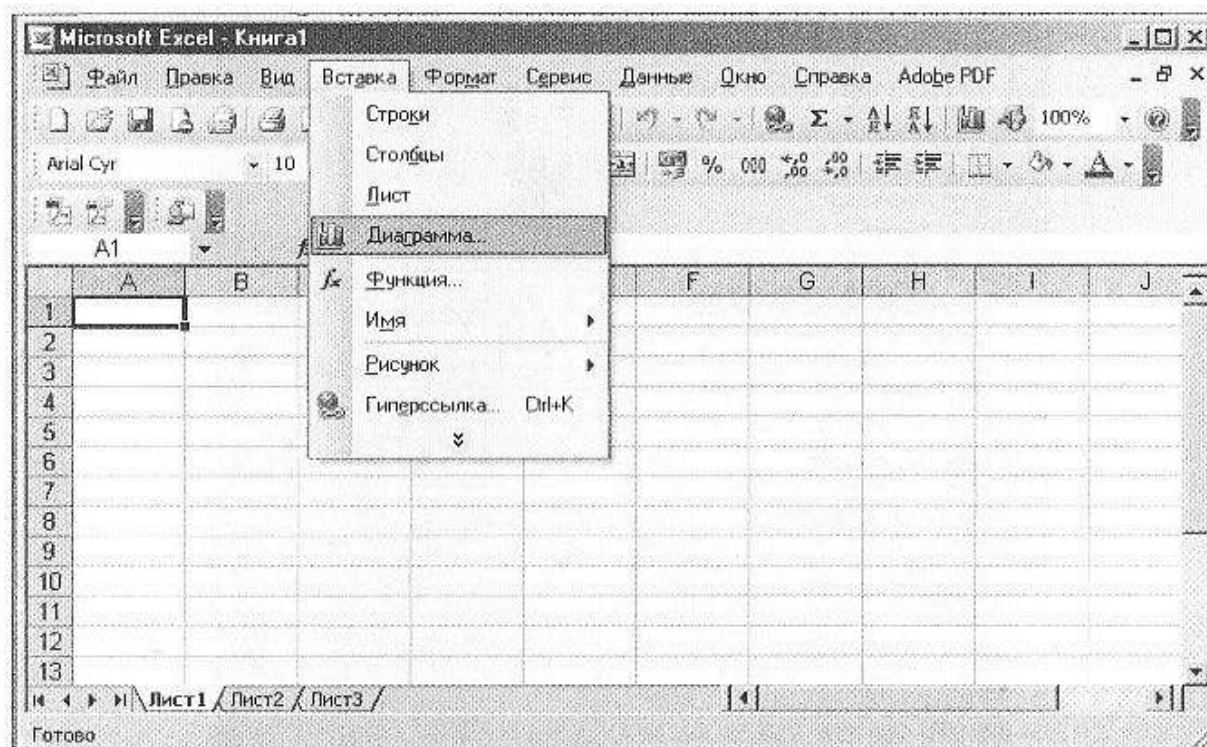 Microsoft Excel - Книга1
Файл Правка Вид Вставка Формат Сервис Данные Окно Справка Adobe PDF
100%
Arial Cyr 10
% 000
A1
Строки
Столбцы
Лист
Диаграмма...
Функция...
Имя
Рисунок
Гиперссылка... Ctrl+K
A B F G H I J
1
2
3
4
5
6
7
8
9
10
11
12
13
Лист1 Лист2 Лист3
Готово